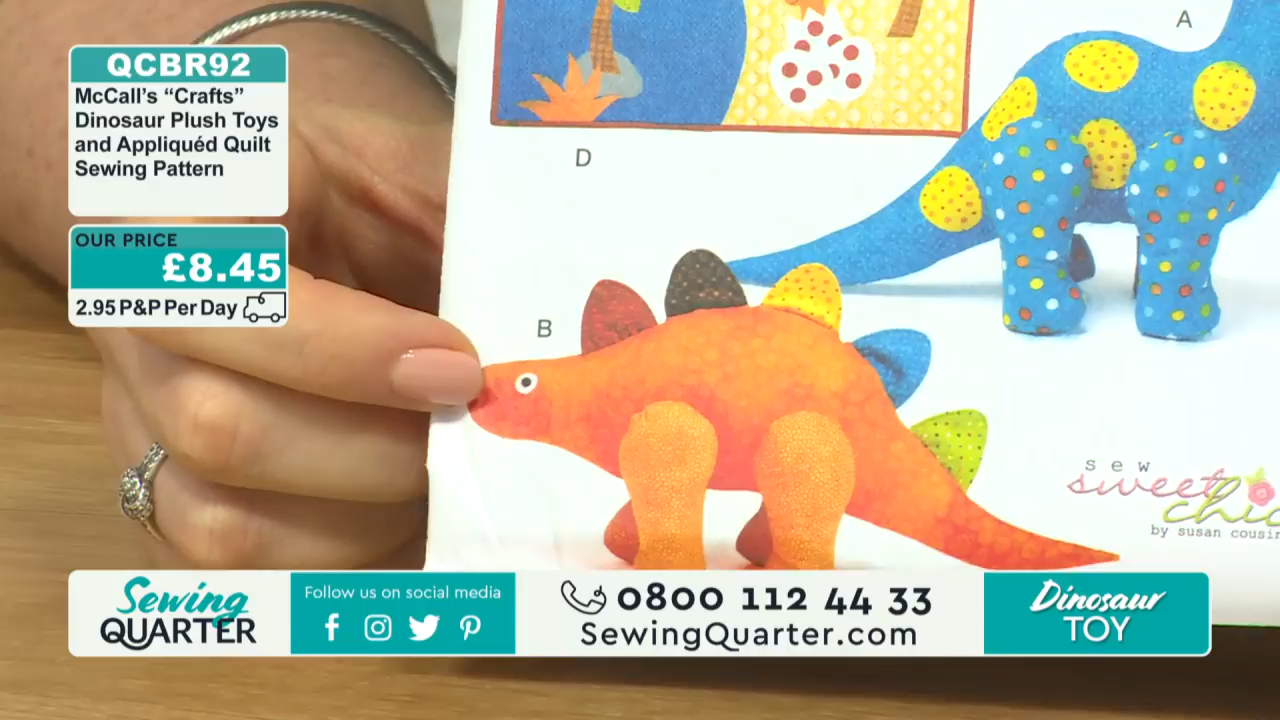 QCBR92
McCall's "Crafts"
Dinosaur Plush Toys
and Appliquéd Quilt
Sewing Pattern
OUR PRICE
£8.45
2.95 P&P Per Day
A
D
B
sew
sweet
chic
by susan cousin
Sewing
QUARTER
Follow us on social media
0800 112 44 33
SewingQuarter.com
Dinosaur
TOY